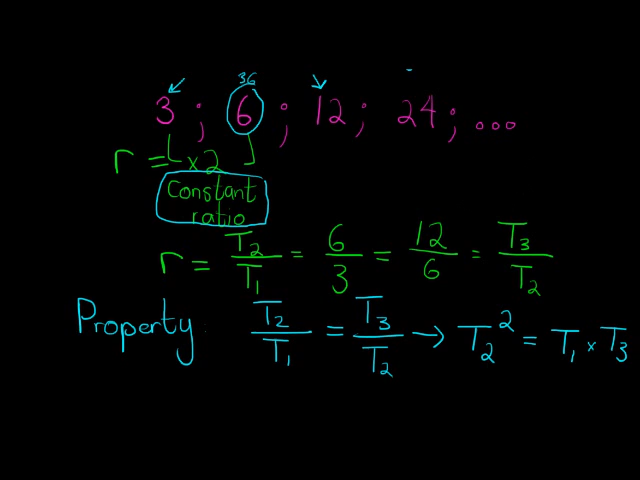 36
3 ; 6 ; 12 ; 24 ; ...
r = ×2
Constant
ratio
r = T₂/T₁ = 6/3 = 12/6 = T₃/T₂
Property: T₂/T₁ = T₃/T₂ → T₂² = T₁ × T₃